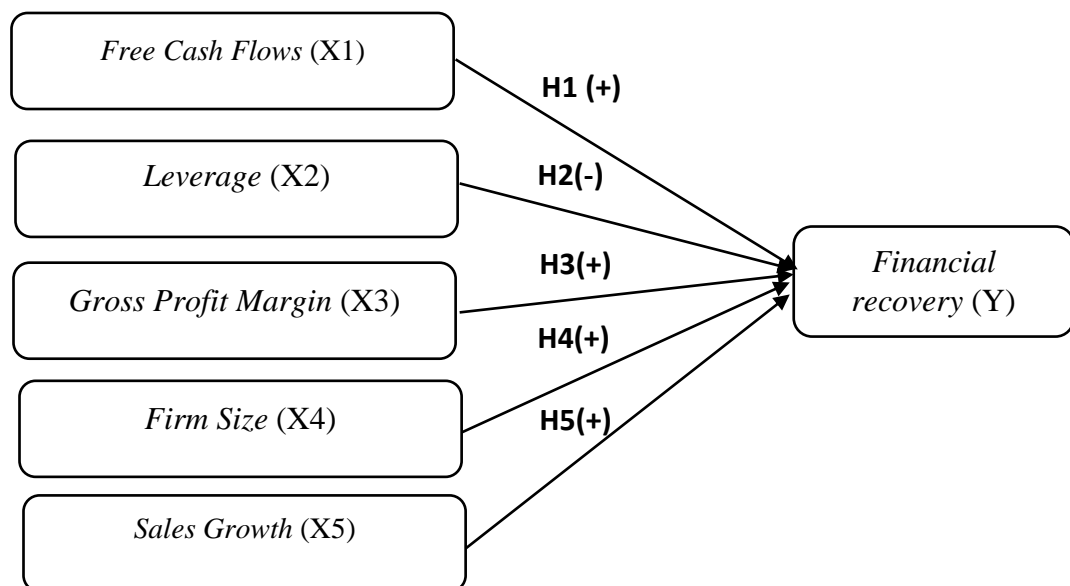 Free Cash Flows (X1)
H1 (+)
Leverage (X2)
H2(-)
Gross Profit Margin (X3)
H3(+)
Financial
recovery (Y)
H4(+)
Firm Size (X4)
H5(+)
Sales Growth (X5)